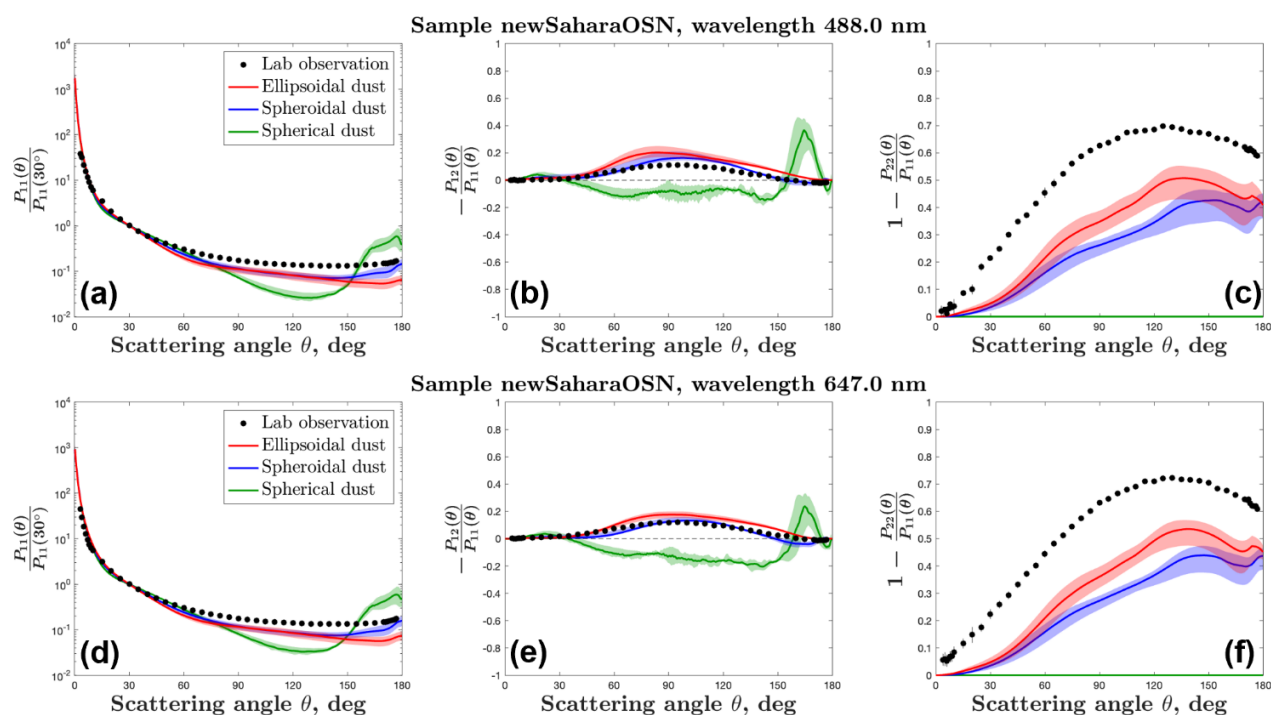 Sample newSaharaOSN, wavelength 488.0 nm
10^4
10^3
10^2
10^1
10^0
10^-1
10^-2
P11(θ)
P11(30°)
Lab observation
Ellipsoidal dust
Spheroidal dust
Spherical dust
(a)
0 30 60 90 120 150 180
Scattering angle θ, deg
1
0.8
0.6
0.4
0.2
0
-0.2
-0.4
-0.6
-0.8
-1
− P12(θ)
P11(θ)
(b)
0 30 60 90 120 150 180
Scattering angle θ, deg
1
0.9
0.8
0.7
0.6
0.5
0.4
0.3
0.2
0.1
0
1 − P22(θ)
P11(θ)
(c)
0 30 60 90 120 150 180
Scattering angle θ, deg
Sample newSaharaOSN, wavelength 647.0 nm
10^4
10^3
10^2
10^1
10^0
10^-1
10^-2
P11(θ)
P11(30°)
Lab observation
Ellipsoidal dust
Spheroidal dust
Spherical dust
(d)
0 30 60 90 120 150 180
Scattering angle θ, deg
1
0.8
0.6
0.4
0.2
0
-0.2
-0.4
-0.6
-0.8
-1
− P12(θ)
P11(θ)
(e)
0 30 60 90 120 150 180
Scattering angle θ, deg
1
0.9
0.8
0.7
0.6
0.5
0.4
0.3
0.2
0.1
0
1 − P22(θ)
P11(θ)
(f)
0 30 60 90 120 150 180
Scattering angle θ, deg